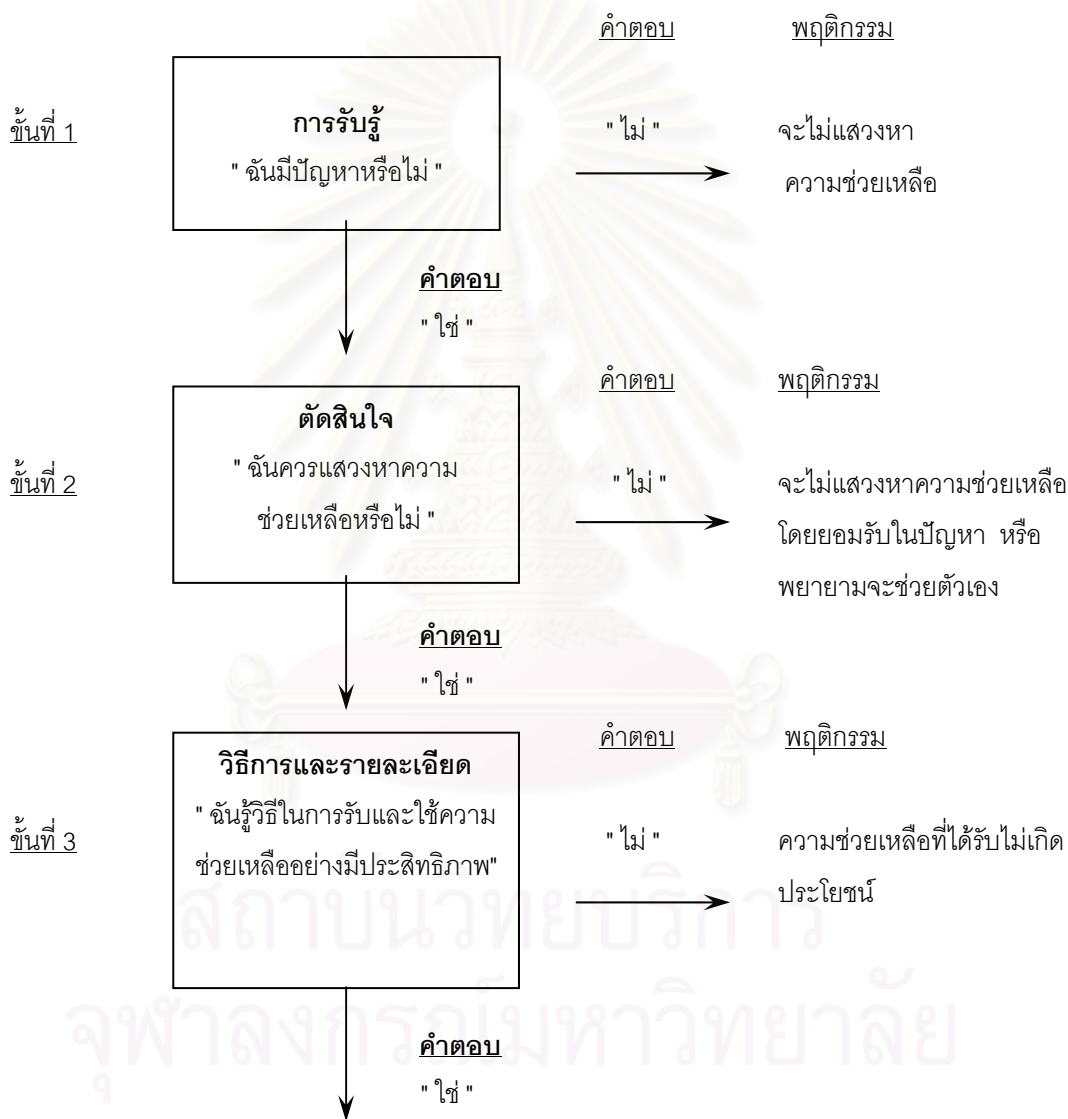 คำตอบ พฤติกรรม
ขั้นที่ 1
การรับรู้
" ฉันมีปัญหาหรือไม่ "
" ไม่ "
จะไม่แสวงหา
ความช่วยเหลือ
คำตอบ
" ใช่ "
คำตอบ พฤติกรรม
ขั้นที่ 2
ตัดสินใจ
" ฉันควรแสวงหาความ
ช่วยเหลือหรือไม่ "
" ไม่ "
จะไม่แสวงหาความช่วยเหลือ
โดยยอมรับในปัญหา หรือ
พยายามจะช่วยตัวเอง
คำตอบ
" ใช่ "
คำตอบ พฤติกรรม
ขั้นที่ 3
วิธีการและรายละเอียด
" ฉันรู้วิธีในการรับและใช้ความ
ช่วยเหลืออย่างมีประสิทธิภาพ"
" ไม่ "
ความช่วยเหลือที่ได้รับไม่เกิด
ประโยชน์
สถาบันวิทยบริการ
จุฬาลงกรณ์มหาวิทยาลัย
คำตอบ
" ใช่ "